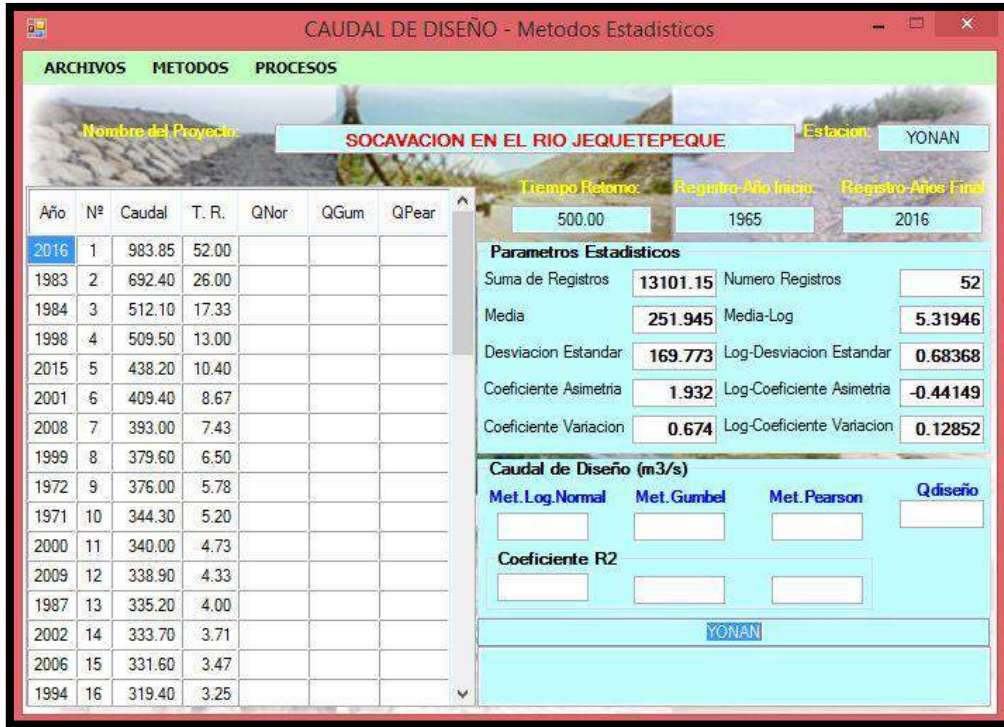 CAUDAL DE DISEÑO - Metodos Estadisticos
ARCHIVOS METODOS PROCESOS
Nombre del Proyecto: SOCAVACION EN EL RIO JEQUETEPEQUE Estacion: YONAN
Tiempo Retorno: Registro-Año Inicio: Registro-Años Final
500.00 1965 2016
Año Nº Caudal T. R. QNor QGum QPear
2016 1 983.85 52.00
1983 2 692.40 26.00
1984 3 512.10 17.33
1998 4 509.50 13.00
2015 5 438.20 10.40
2001 6 409.40 8.67
2008 7 393.00 7.43
1999 8 379.60 6.50
1972 9 376.00 5.78
1971 10 344.30 5.20
2000 11 340.00 4.73
2009 12 338.90 4.33
1987 13 335.20 4.00
2002 14 333.70 3.71
2006 15 331.60 3.47
1994 16 319.40 3.25
Parametros Estadisticos
Suma de Registros 13101.15 Numero Registros 52
Media 251.945 Media-Log 5.31946
Desviacion Estandar 169.773 Log-Desviacion Estandar 0.68368
Coeficiente Asimetria 1.932 Log-Coeficiente Asimetria -0.44149
Coeficiente Variacion 0.674 Log-Coeficiente Variacion 0.12852
Caudal de Diseño (m3/s)
Met.Log.Normal Met.Gumbel Met.Pearson Qdiseño
Coeficiente R2
YONAN